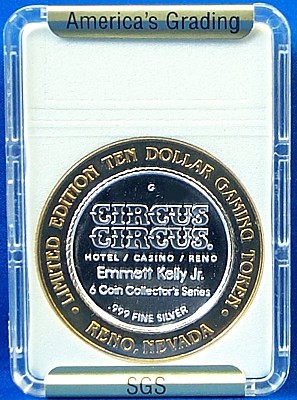 America's Grading
LIMITED EDITION TEN DOLLAR GAMING TOKEN
G
CIRCUS
CIRCUS.
HOTEL / CASINO / RENO
Emmett Kelly Jr.
6 Coin Collector's Series
.999 FINE SILVER
• RENO, NEVADA •
SGS